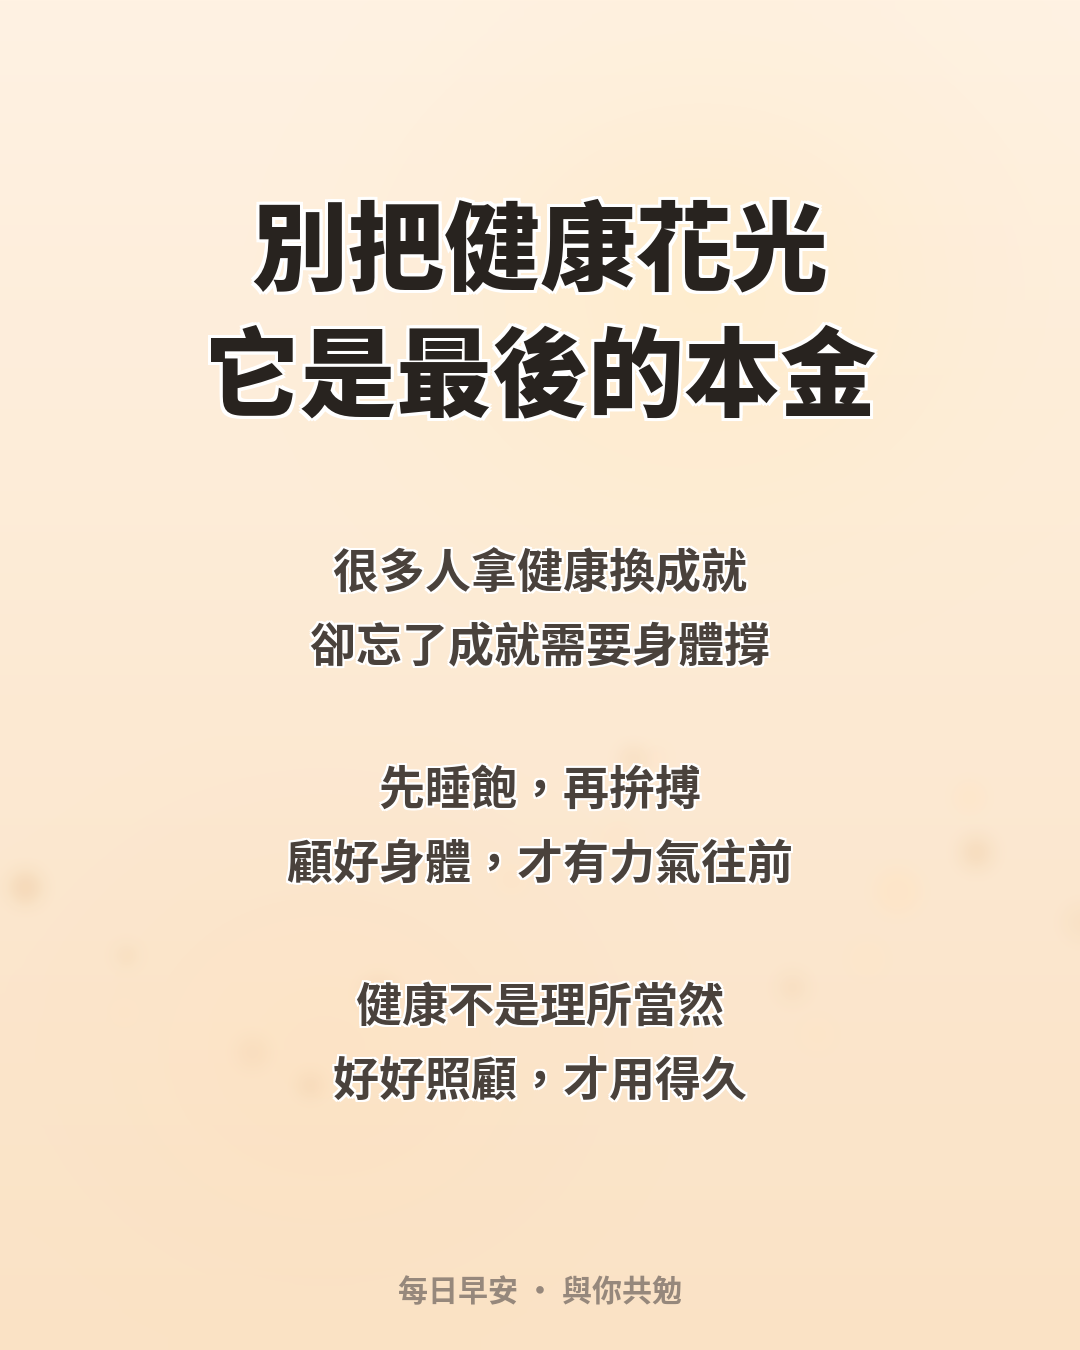 別把健康花光
它是最後的本金
很多人拿健康換成就
卻忘了成就需要身體撐
先睡飽，再拚搏
顧好身體，才有力氣往前
健康不是理所當然
好好照顧，才用得久
每日早安 · 與你共勉